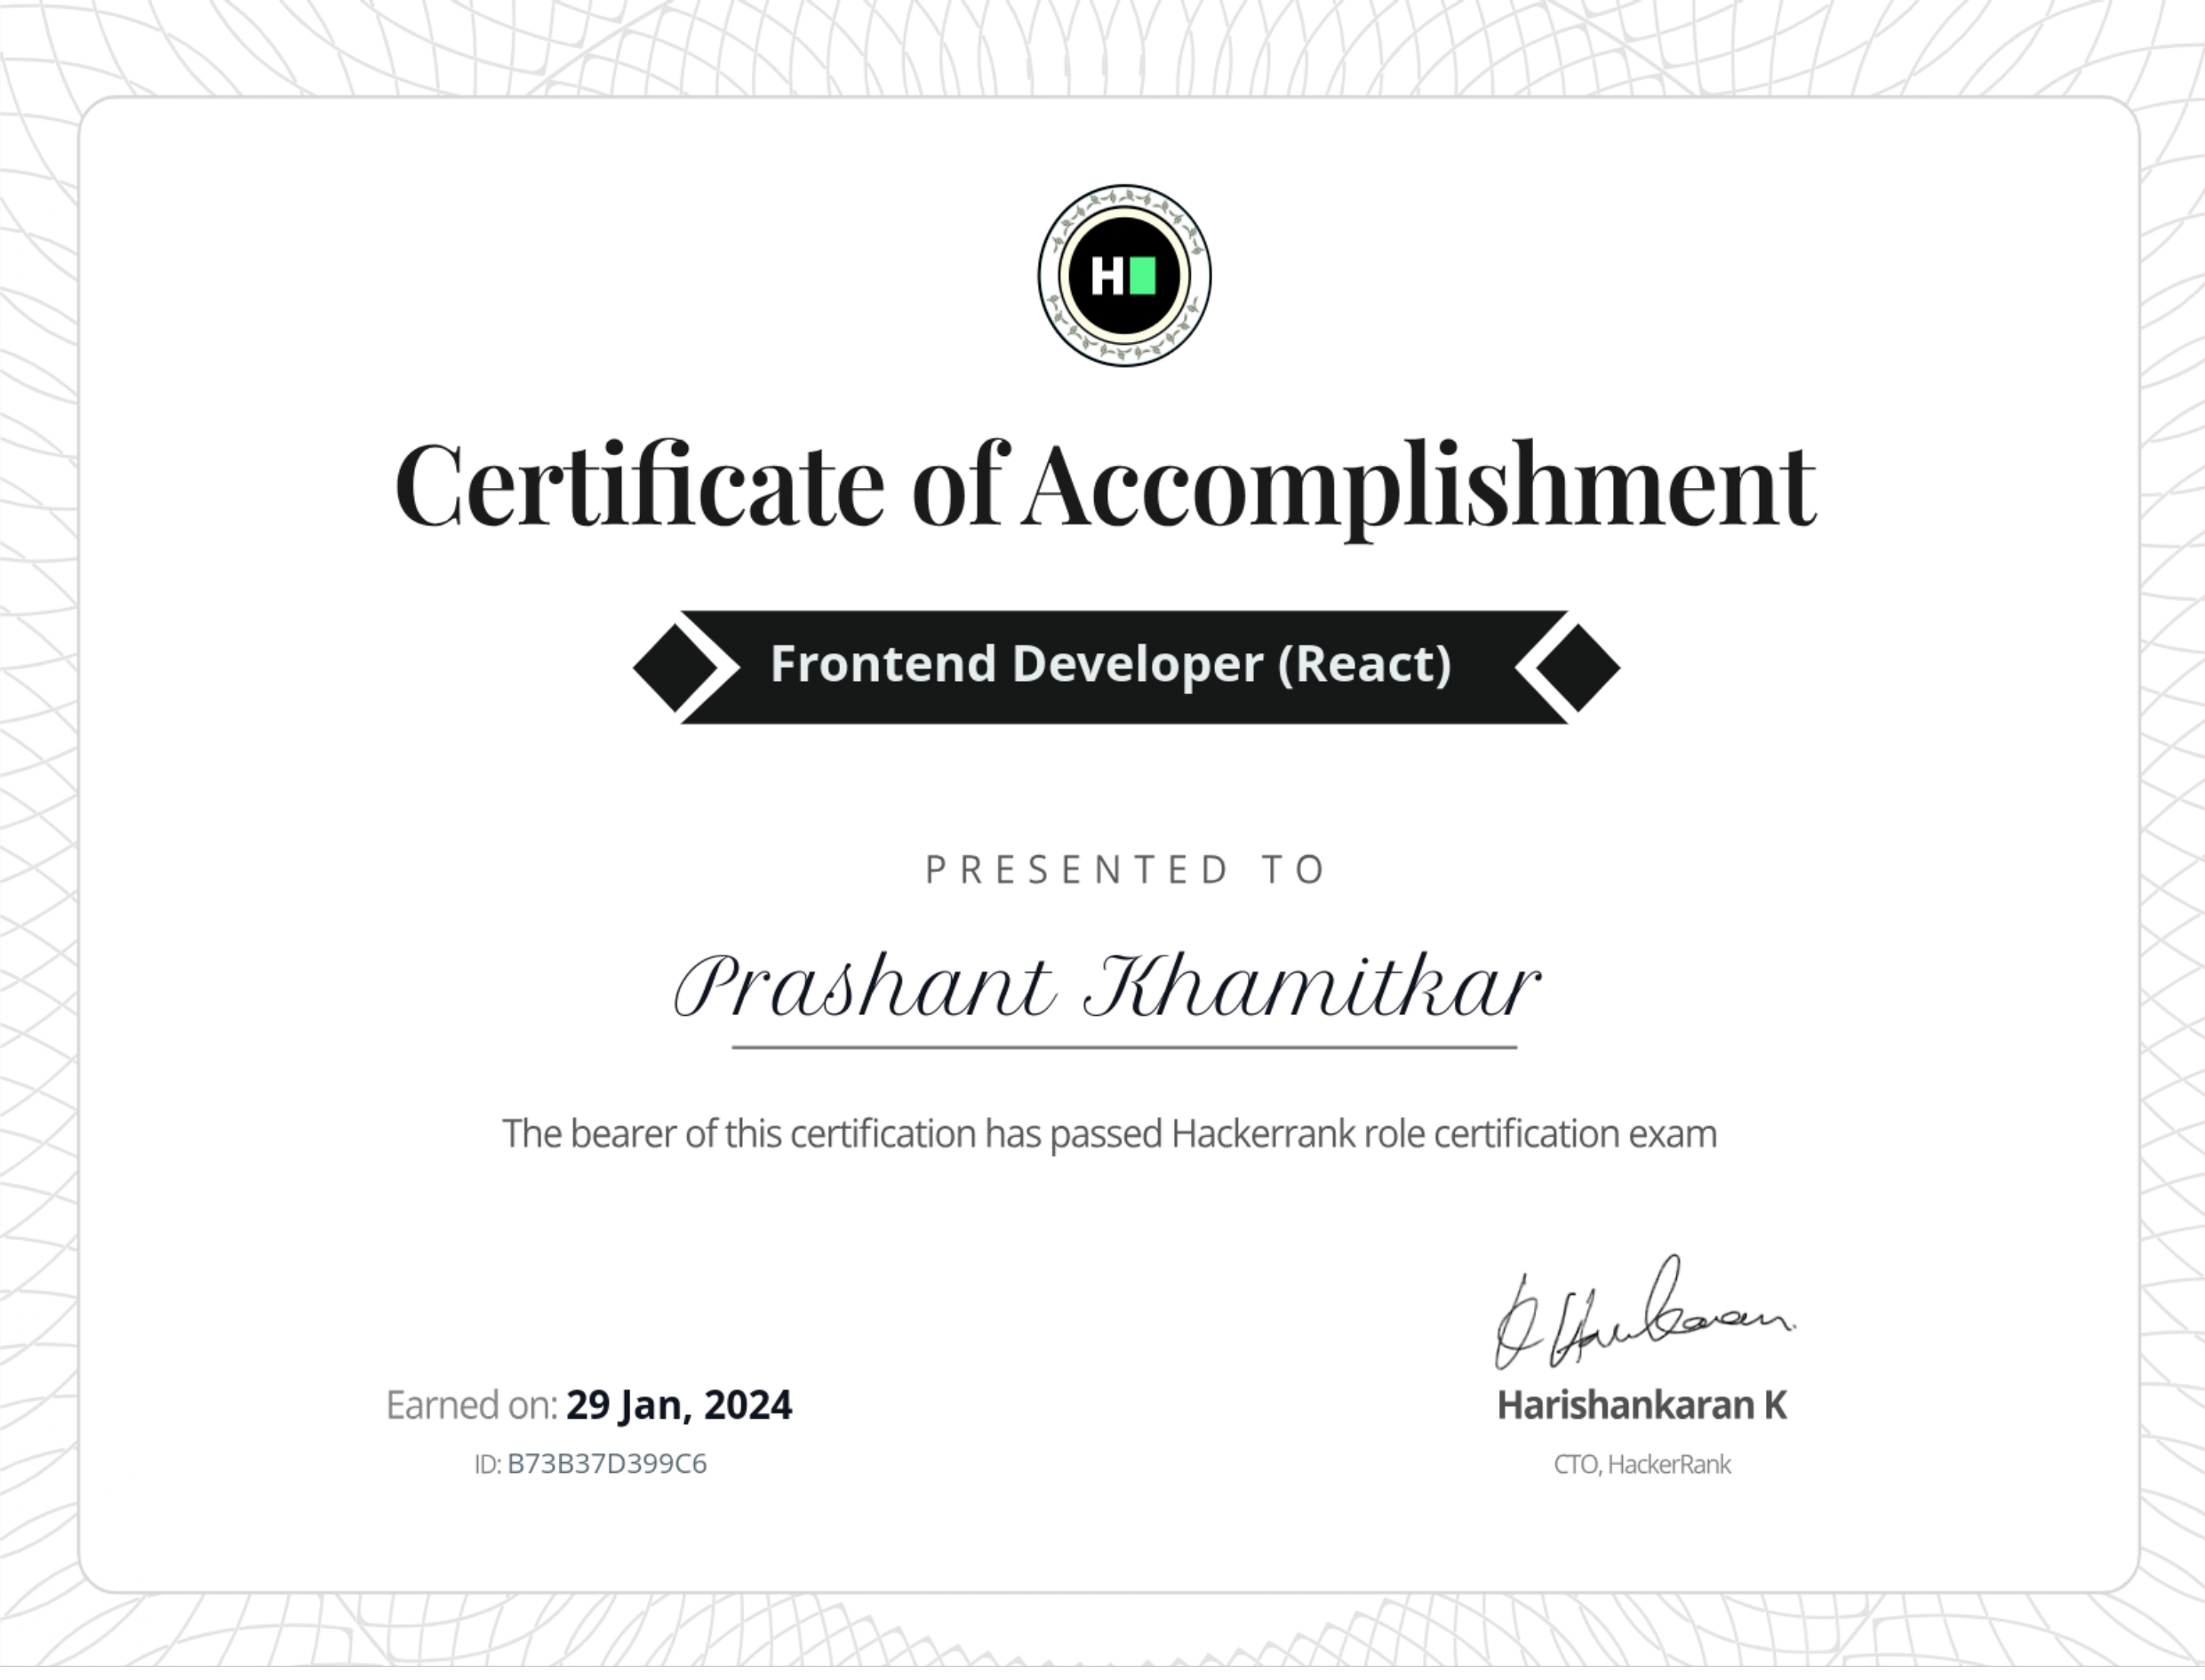 H
Certificate of Accomplishment
Frontend Developer (React)
PRESENTED TO
Prashant Khamitkar
The bearer of this certification has passed Hackerrank role certification exam
Earned on: 29 Jan, 2024
ID: B73B37D399C6
Harishankaran K
CTO, HackerRank